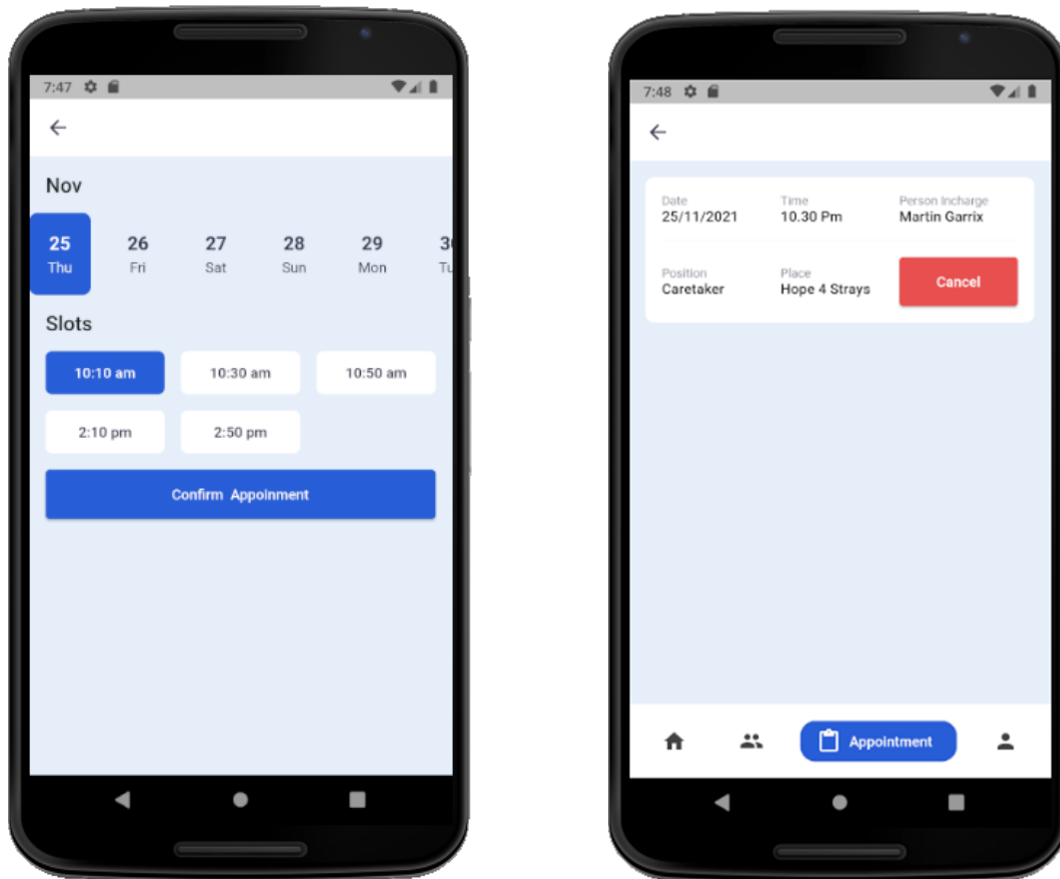 7:47
Nov
25 26 27 28 29 30
Thu Fri Sat Sun Mon Tu
Slots
10:10 am 10:30 am 10:50 am
2:10 pm 2:50 pm
Confirm Appoinment
7:48
Date Time Person Incharge
25/11/2021 10.30 Pm Martin Garrix
Position Place
Caretaker Hope 4 Strays Cancel
Appointment